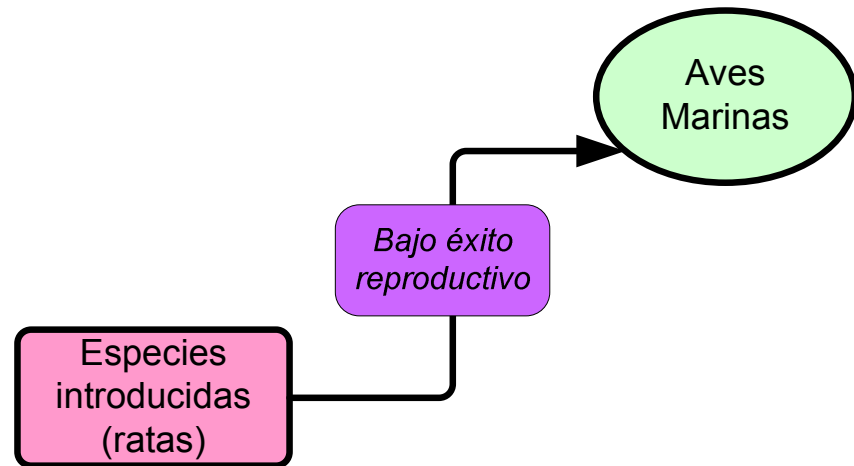 Aves
Marinas
Bajo éxito
reproductivo
Especies
introducidas
(ratas)